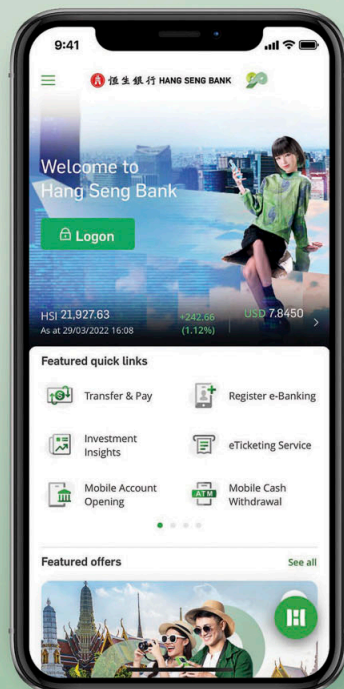 9:41
恒生銀行 HANG SENG BANK 90
Welcome to
Hang Seng Bank
Logon
HSI 21,927.63 +242.66 USD 7.8450
As at 29/03/2022 16:08 (1.12%)
Featured quick links
Transfer & Pay
Register e-Banking
Investment
Insights
eTicketing Service
Mobile Account
Opening
ATM
Mobile Cash
Withdrawal
Featured offers See all